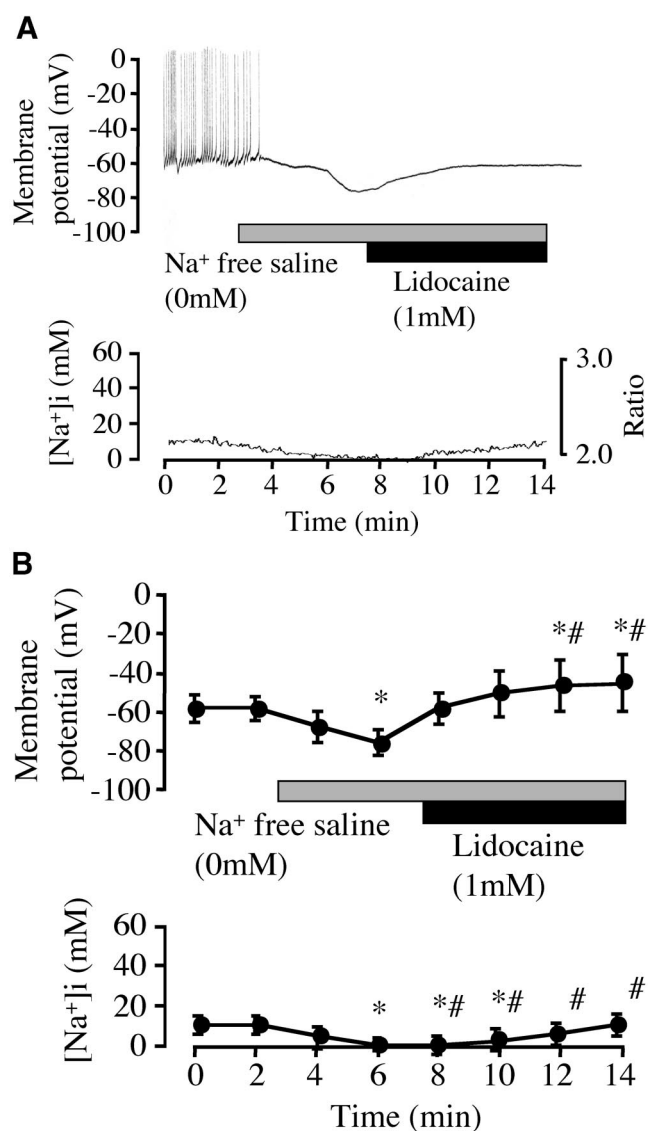 A
Membrane
potential (mV)
0
-20
-40
-60
-80
-100
Na⁺ free saline
(0mM)
Lidocaine
(1mM)
[Na⁺]i (mM)
60
40
20
0
3.0
2.0
Ratio
0 2 4 6 8 10 12 14
Time (min)
B
Membrane
potential (mV)
0
-20
-40
-60
-80
-100
*
*#
*#
Na⁺ free saline
(0mM)
Lidocaine
(1mM)
[Na⁺]i (mM)
60
40
20
0
*
*#
*#
#
#
0 2 4 6 8 10 12 14
Time (min)